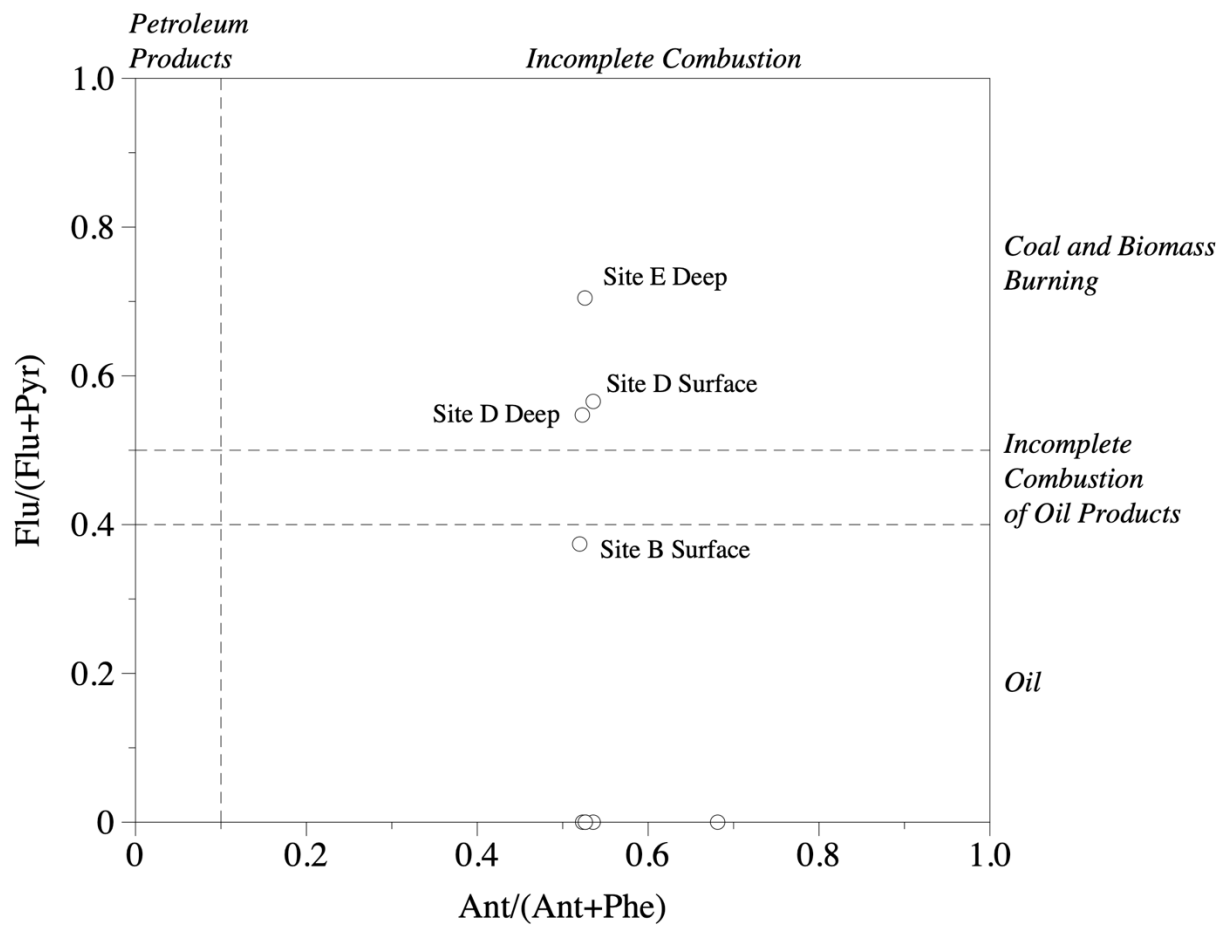 Petroleum
Products
Incomplete Combustion
1.0
0.8
Coal and Biomass
Burning
Site E Deep
0.6
Site D Surface
Site D Deep
Flu/(Flu+Pyr)
Incomplete
Combustion
of Oil Products
0.4
Site B Surface
0.2
Oil
0
0
0.2
0.4
0.6
0.8
1.0
Ant/(Ant+Phe)